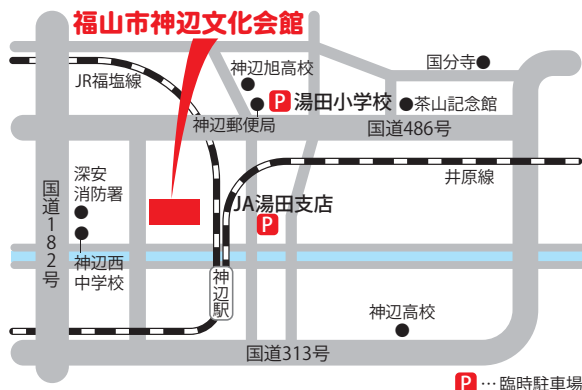 福山市神辺文化会館
JR福塩線
神辺旭高校
国分寺
P 湯田小学校
茶山記念館
神辺郵便局
国道486号
深安
消防署
国道182号
井原線
JA湯田支店
P
神辺西
中学校
神辺駅
神辺高校
国道313号
P … 臨時駐車場